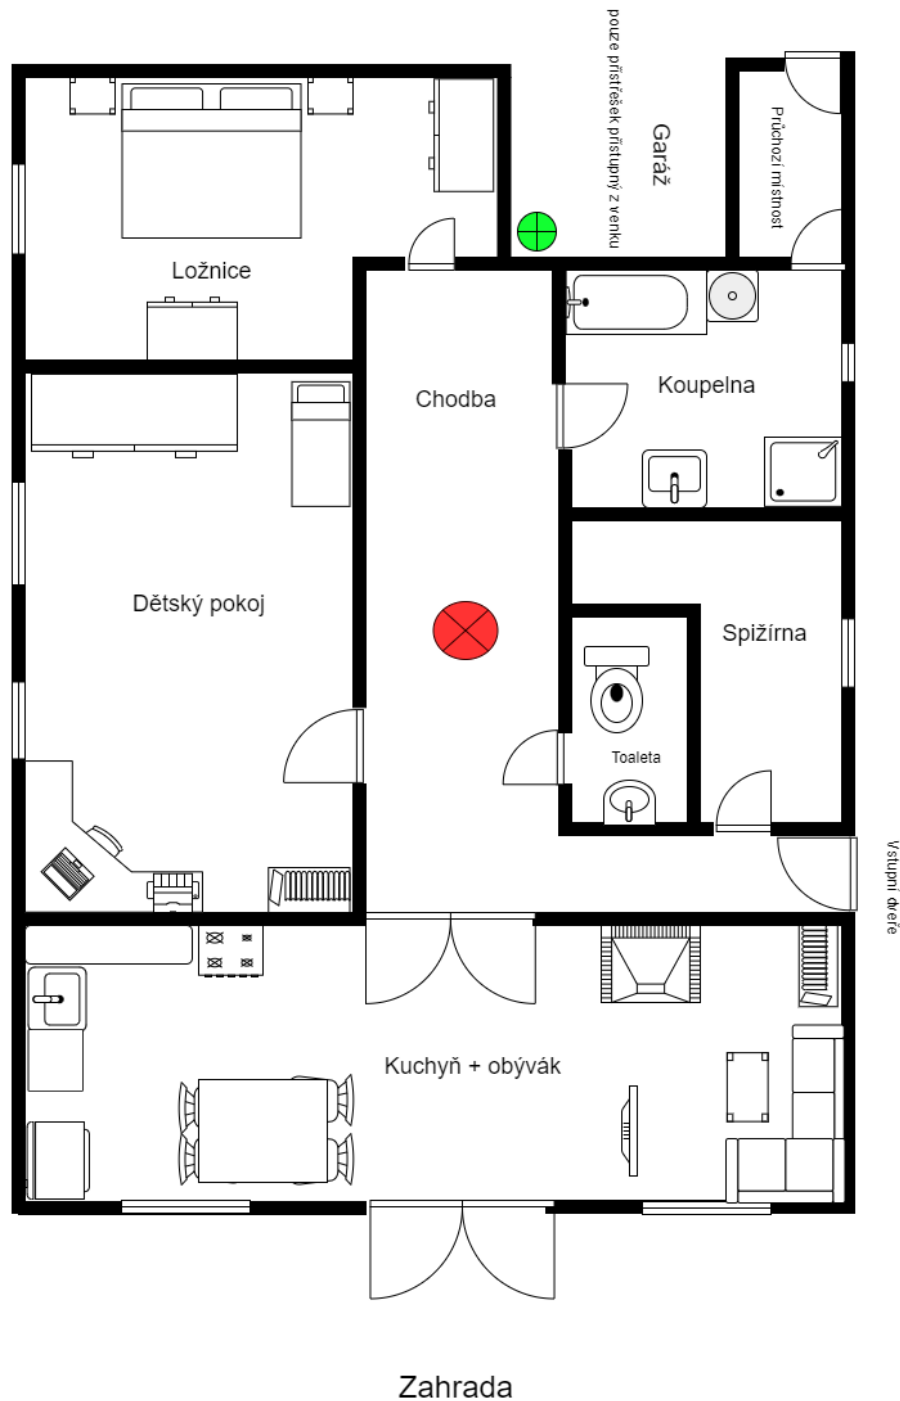 pouze přístřešek přístupný z venku
Garáž
Průchozí místnost
Ložnice
Chodba
Koupelna
Dětský pokoj
Spižírna
Toaleta
Vstupní dveře
Kuchyň + obývák
Zahrada